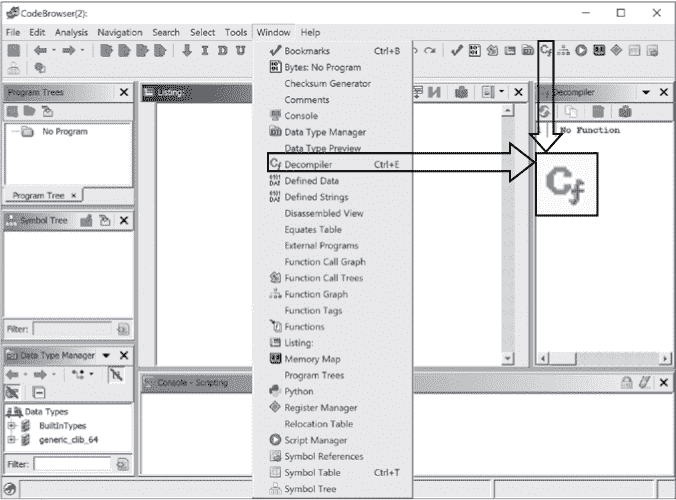 CodeBrowser(2):
File Edit Analysis Navigation Search Select Tools Window Help
I D U
Program Trees
No Program
Program Tree
Symbol Tree
Filter:
Data Type Manager
Data Types
BuiltInTypes
generic_clib_64
Filter:
Listing:
Bookmarks Ctrl+B
Bytes: No Program
Checksum Generator
Comments
Console
Data Type Manager
Data Type Preview
Decompiler Ctrl+E
Defined Data
Defined Strings
Disassembled View
Equates Table
External Programs
Function Call Graph
Function Call Trees
Function Graph
Function Tags
Functions
Listing:
Memory Map
Program Trees
Python
Register Manager
Relocation Table
Script Manager
Symbol References
Symbol Table Ctrl+T
Symbol Tree
Decompiler
No Function
Cf
Console - Scripting